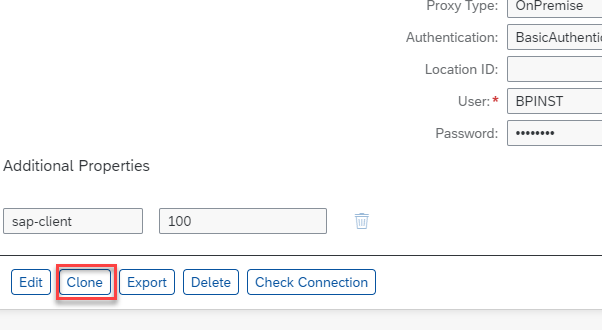 Proxy Type: OnPremise
Authentication: BasicAuthentic
Location ID:
User:* BPINST
Password: ••••••••
Additional Properties
sap-client 100
Edit Clone Export Delete Check Connection